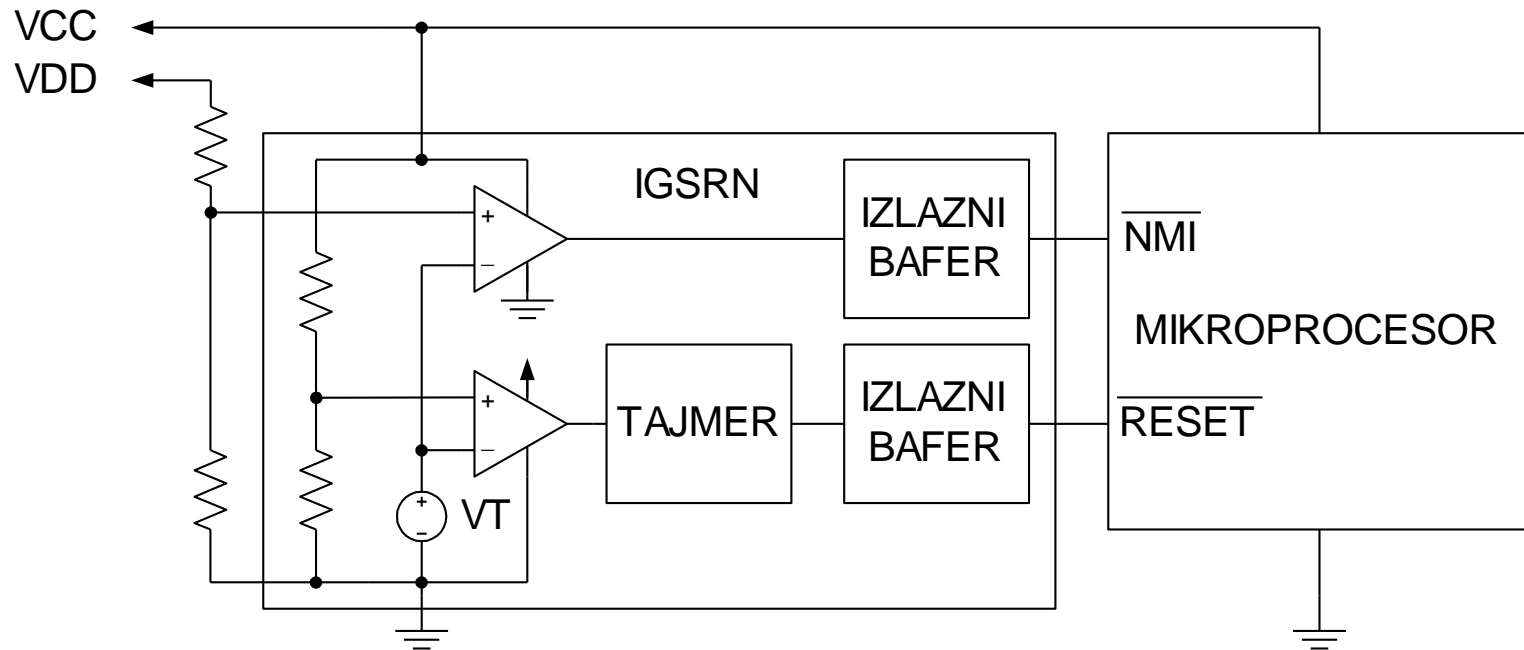 VCC
VDD
IGSRN
IZLAZNI
BAFER
NMI
MIKROPROCESOR
TAJMER
IZLAZNI
BAFER
RESET
VT